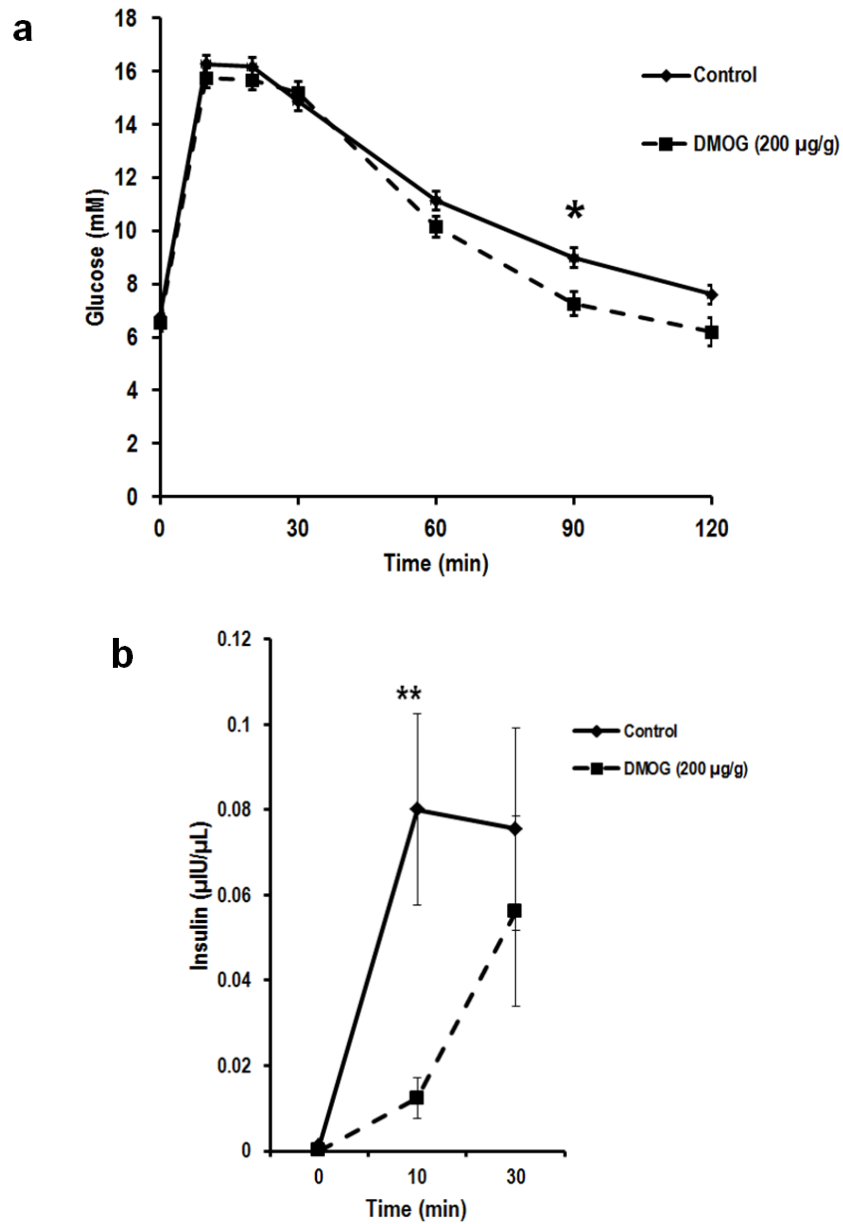 a
18
16
14
12
10
8
6
4
2
0
Glucose (mM)
Control
DMOG (200 µg/g)
*
0 30 60 90 120
Time (min)
b
0.12
0.1
0.08
0.06
0.04
0.02
0
Insulin (µIU/µL)
**
Control
DMOG (200 µg/g)
0 10 30
Time (min)